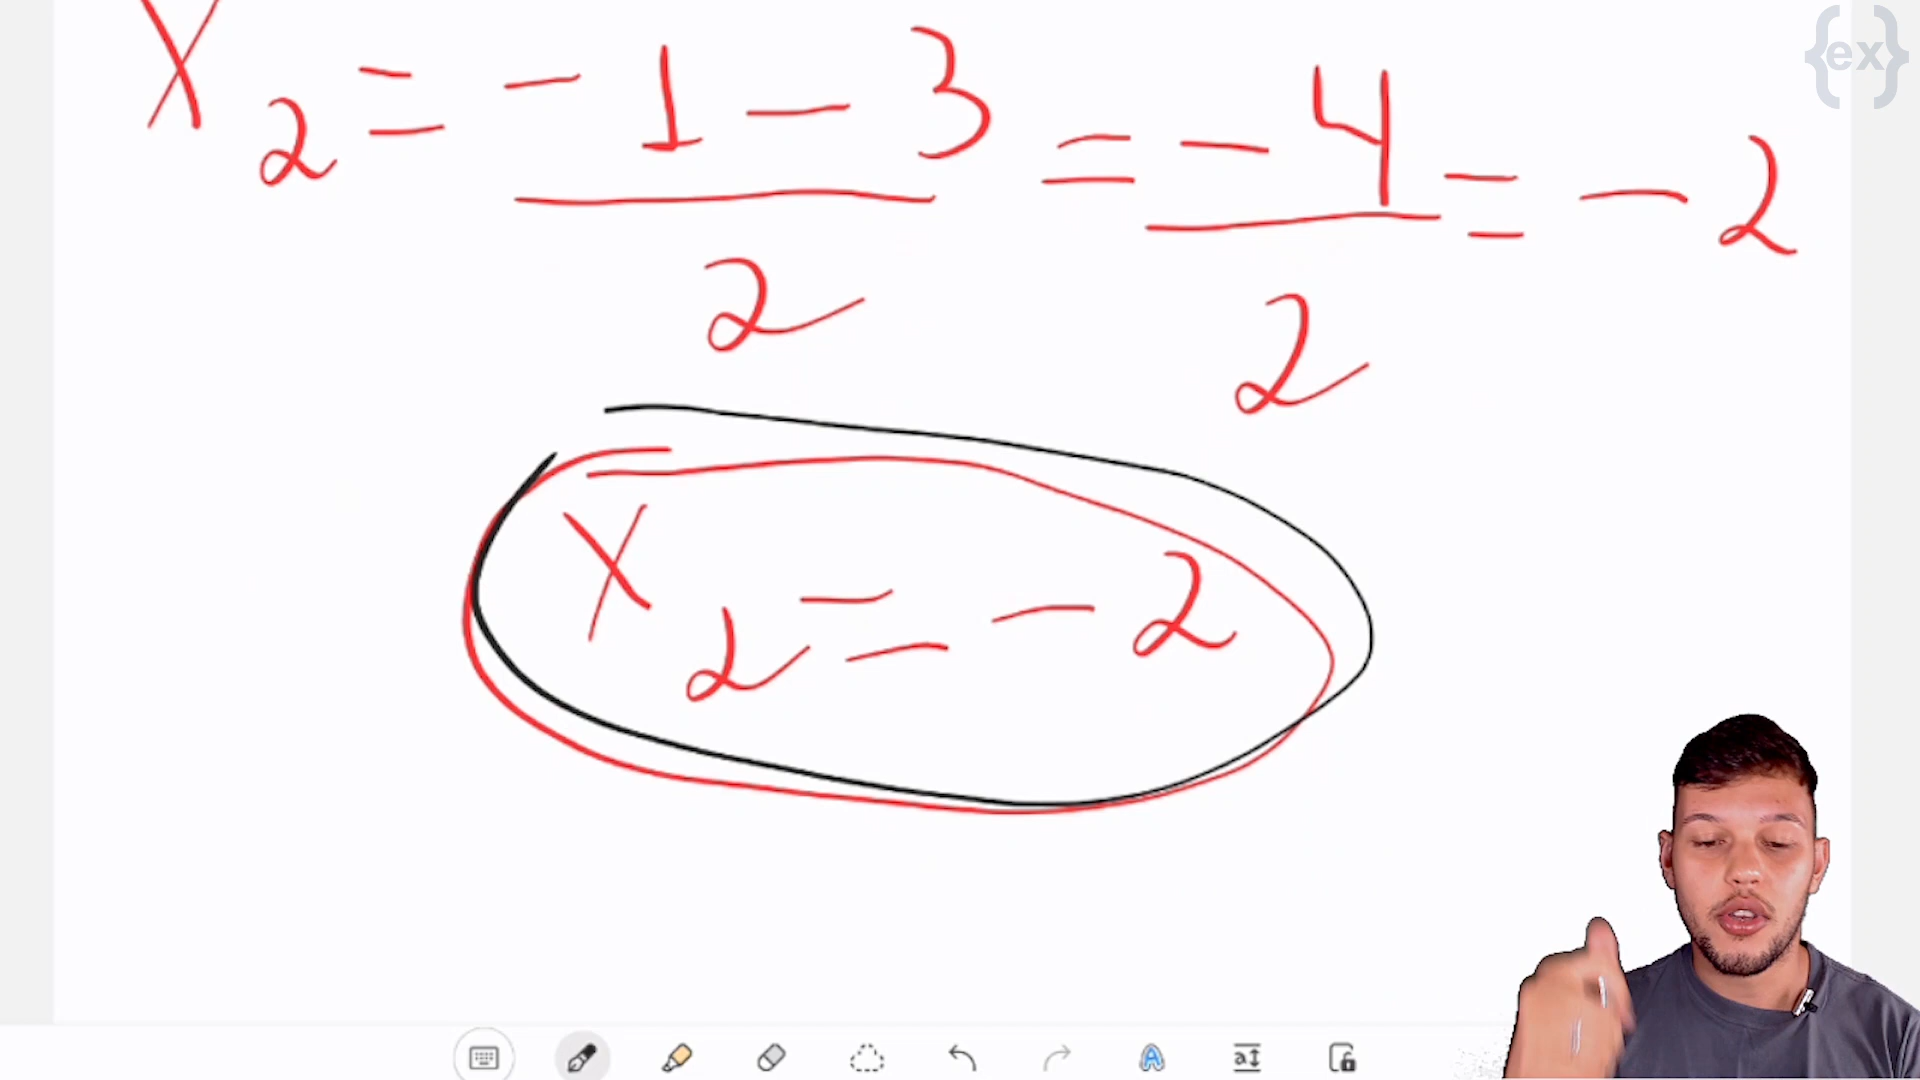 {ex}
X₂ = -1 - 3 / 2 = -4 / 2 = -2
X₂ = -2